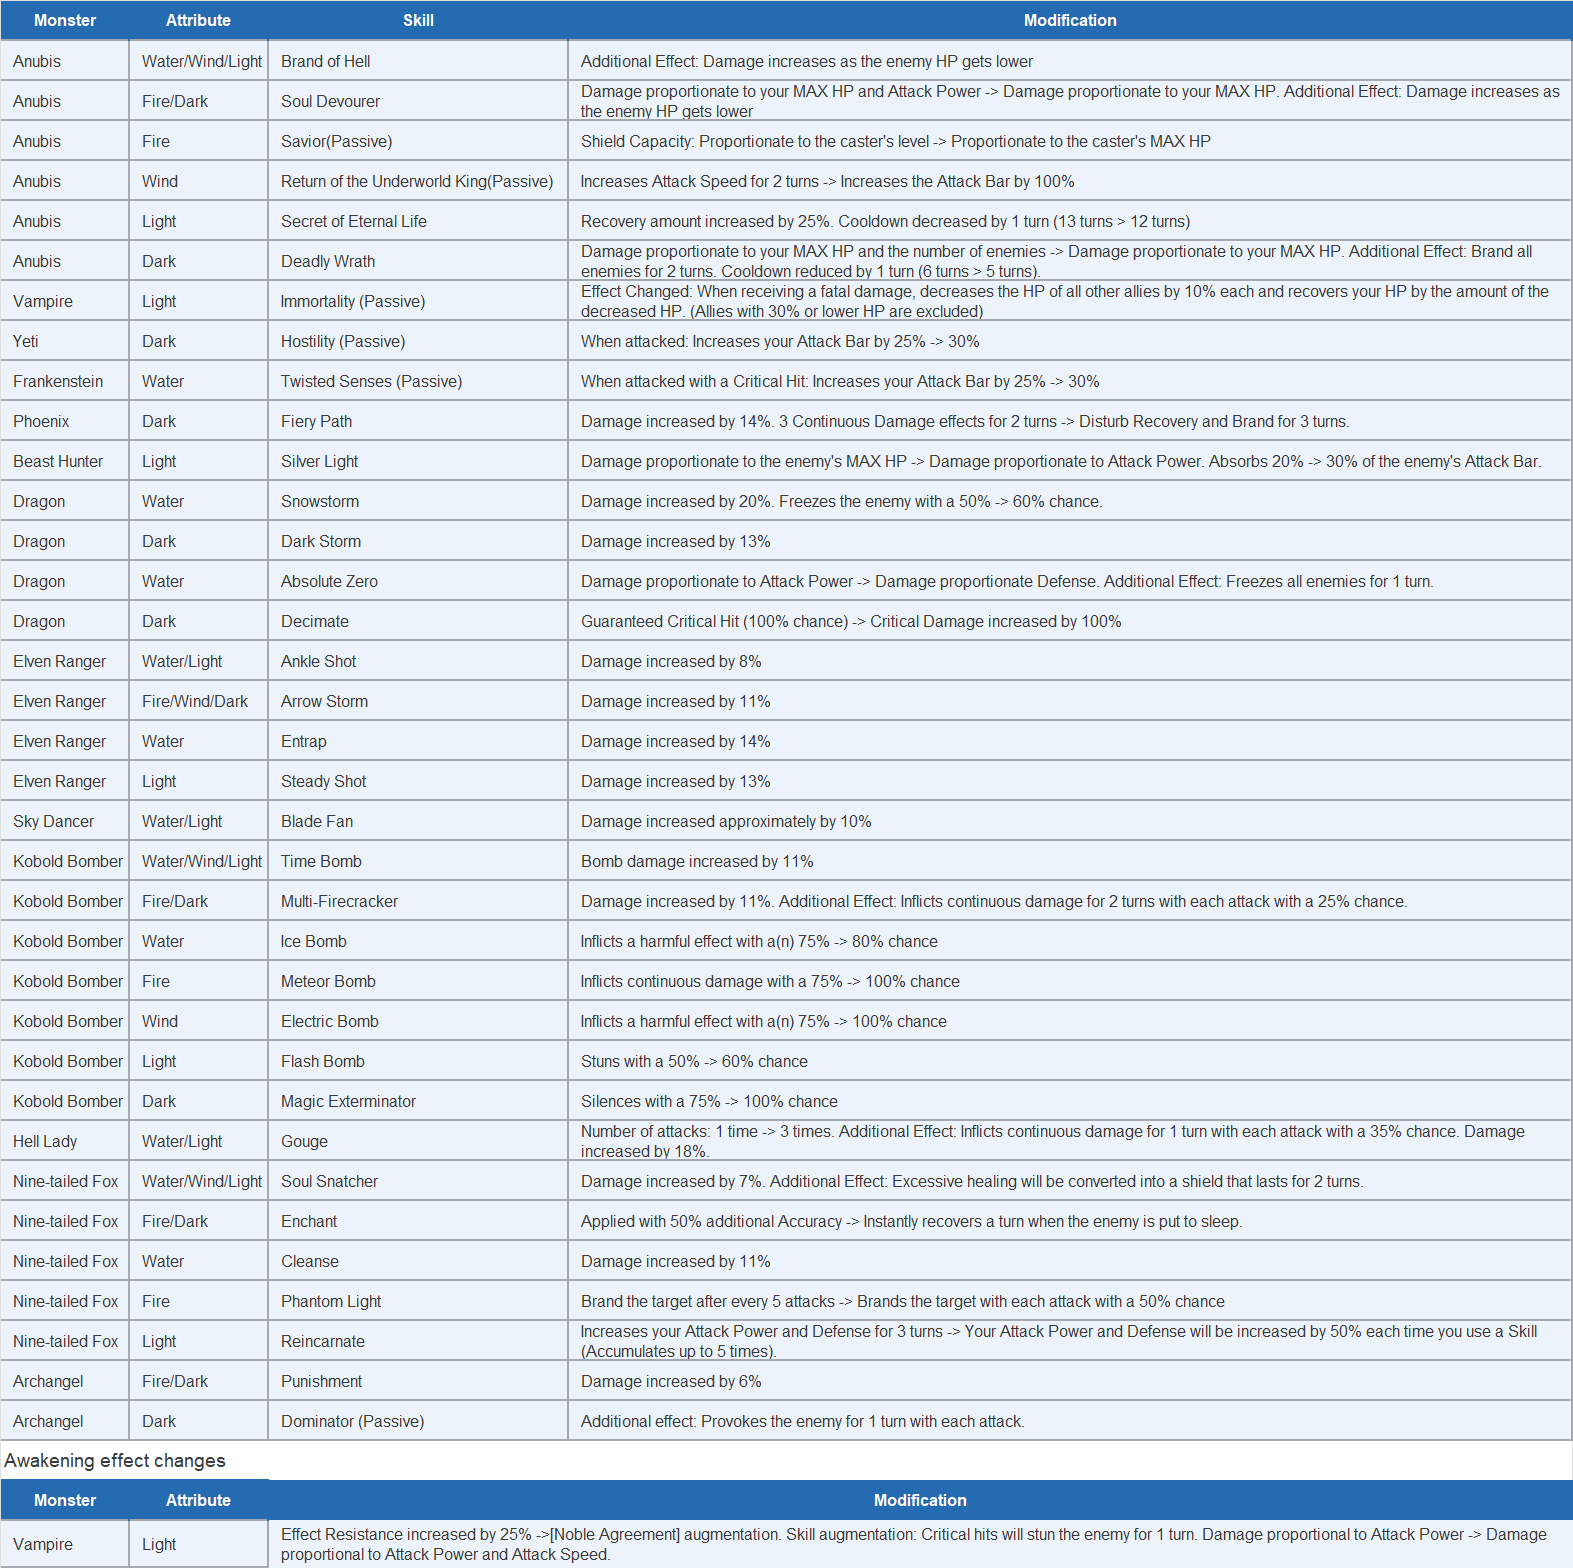 Monster Attribute Skill Modification
Anubis Water/Wind/Light Brand of Hell Additional Effect: Damage increases as the enemy HP gets lower
Anubis Fire/Dark Soul Devourer Damage proportionate to your MAX HP and Attack Power -> Damage proportionate to your MAX HP. Additional Effect: Damage increases as
the enemy HP gets lower
Anubis Fire Savior(Passive) Shield Capacity: Proportionate to the caster's level -> Proportionate to the caster's MAX HP
Anubis Wind Return of the Underworld King(Passive) Increases Attack Speed for 2 turns -> Increases the Attack Bar by 100%
Anubis Light Secret of Eternal Life Recovery amount increased by 25%. Cooldown decreased by 1 turn (13 turns > 12 turns)
Anubis Dark Deadly Wrath Damage proportionate to your MAX HP and the number of enemies -> Damage proportionate to your MAX HP. Additional Effect: Brand all
enemies for 2 turns. Cooldown reduced by 1 turn (6 turns > 5 turns).
Vampire Light Immortality (Passive) Effect Changed: When receiving a fatal damage, decreases the HP of all other allies by 10% each and recovers your HP by the amount of the
decreased HP. (Allies with 30% or lower HP are excluded)
Yeti Dark Hostility (Passive) When attacked: Increases your Attack Bar by 25% -> 30%
Frankenstein Water Twisted Senses (Passive) When attacked with a Critical Hit: Increases your Attack Bar by 25% -> 30%
Phoenix Dark Fiery Path Damage increased by 14%. 3 Continuous Damage effects for 2 turns -> Disturb Recovery and Brand for 3 turns.
Beast Hunter Light Silver Light Damage proportionate to the enemy's MAX HP -> Damage proportionate to Attack Power. Absorbs 20% -> 30% of the enemy's Attack Bar.
Dragon Water Snowstorm Damage increased by 20%. Freezes the enemy with a 50% -> 60% chance.
Dragon Dark Dark Storm Damage increased by 13%
Dragon Water Absolute Zero Damage proportionate to Attack Power -> Damage proportionate Defense. Additional Effect: Freezes all enemies for 1 turn.
Dragon Dark Decimate Guaranteed Critical Hit (100% chance) -> Critical Damage increased by 100%
Elven Ranger Water/Light Ankle Shot Damage increased by 8%
Elven Ranger Fire/Wind/Dark Arrow Storm Damage increased by 11%
Elven Ranger Water Entrap Damage increased by 14%
Elven Ranger Light Steady Shot Damage increased by 13%
Sky Dancer Water/Light Blade Fan Damage increased approximately by 10%
Kobold Bomber Water/Wind/Light Time Bomb Bomb damage increased by 11%
Kobold Bomber Fire/Dark Multi-Firecracker Damage increased by 11%. Additional Effect: Inflicts continuous damage for 2 turns with each attack with a 25% chance.
Kobold Bomber Water Ice Bomb Inflicts a harmful effect with a(n) 75% -> 80% chance
Kobold Bomber Fire Meteor Bomb Inflicts continuous damage with a 75% -> 100% chance
Kobold Bomber Wind Electric Bomb Inflicts a harmful effect with a(n) 75% -> 100% chance
Kobold Bomber Light Flash Bomb Stuns with a 50% -> 60% chance
Kobold Bomber Dark Magic Exterminator Silences with a 75% -> 100% chance
Hell Lady Water/Light Gouge Number of attacks: 1 time -> 3 times. Additional Effect: Inflicts continuous damage for 1 turn with each attack with a 35% chance. Damage
increased by 18%.
Nine-tailed Fox Water/Wind/Light Soul Snatcher Damage increased by 7%. Additional Effect: Excessive healing will be converted into a shield that lasts for 2 turns.
Nine-tailed Fox Fire/Dark Enchant Applied with 50% additional Accuracy -> Instantly recovers a turn when the enemy is put to sleep.
Nine-tailed Fox Water Cleanse Damage increased by 11%
Nine-tailed Fox Fire Phantom Light Brand the target after every 5 attacks -> Brands the target with each attack with a 50% chance
Nine-tailed Fox Light Reincarnate Increases your Attack Power and Defense for 3 turns -> Your Attack Power and Defense will be increased by 50% each time you use a Skill
(Accumulates up to 5 times).
Archangel Fire/Dark Punishment Damage increased by 6%
Archangel Dark Dominator (Passive) Additional effect: Provokes the enemy for 1 turn with each attack.
Awakening effect changes
Monster Attribute Modification
Vampire Light Effect Resistance increased by 25% ->[Noble Agreement] augmentation. Skill augmentation: Critical hits will stun the enemy for 1 turn. Damage proportional to Attack Power -> Damage
proportional to Attack Power and Attack Speed.